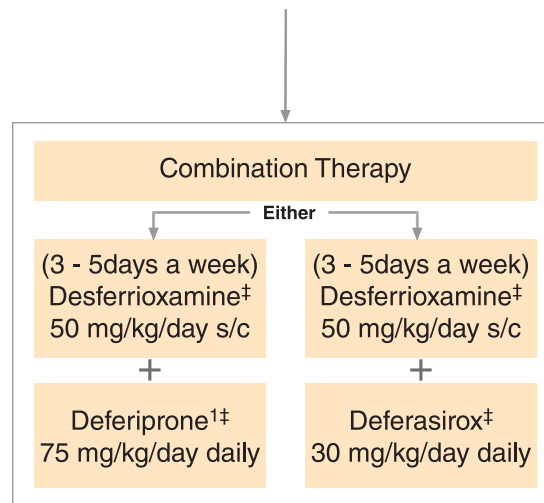 Combination Therapy
Either
(3 - 5days a week)
Desferrioxamine‡
50 mg/kg/day s/c
+
Deferiprone¹‡
75 mg/kg/day daily
(3 - 5days a week)
Desferrioxamine‡
50 mg/kg/day s/c
+
Deferasirox‡
30 mg/kg/day daily